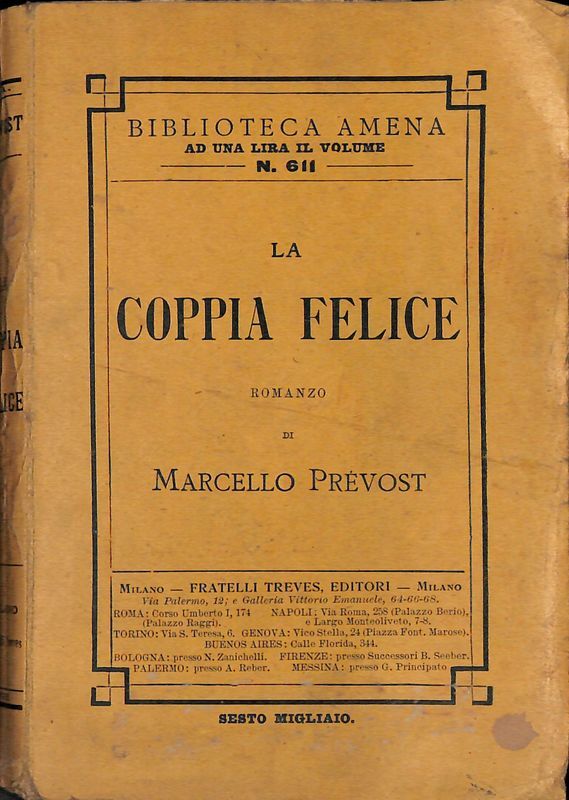 BIBLIOTECA AMENA
AD UNA LIRA IL VOLUME
N. 611
LA
COPPIA FELICE
ROMANZO
DI
MARCELLO PRÉVOST
MILANO — FRATELLI TREVES, EDITORI — MILANO
Via Palermo, 12; e Galleria Vittorio Emanuele, 64-66-68.
ROMA: Corso Umberto I, 174 NAPOLI: Via Roma, 258 (Palazzo Berio),
(Palazzo Raggi). e Largo Monteoliveto, 7-8.
TORINO: Via S. Teresa, 6. GENOVA: Vico Stella, 24 (Piazza Font. Marose).
BUENOS AIRES: Calle Florida, 344.
BOLOGNA: presso N. Zanichelli. FIRENZE: presso Successori B. Seeber.
PALERMO: presso A. Reber. MESSINA: presso G. Principato
SESTO MIGLIAIO.